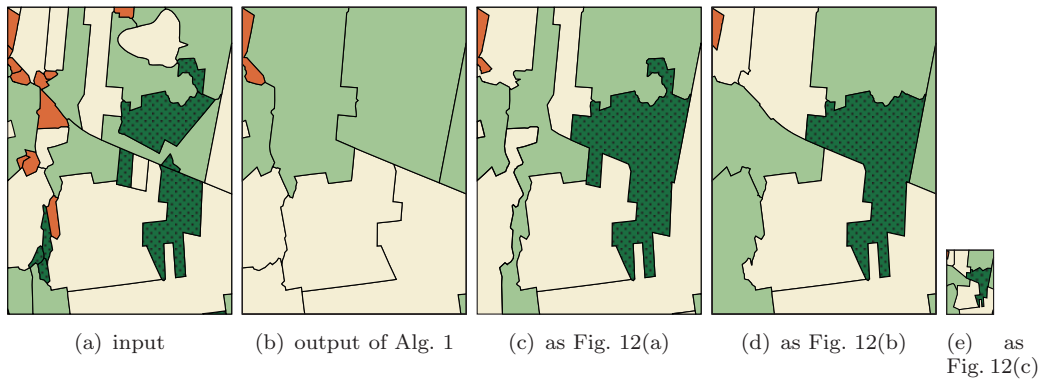 (a) input
(b) output of Alg. 1
(c) as Fig. 12(a)
(d) as Fig. 12(b)
(e) as
Fig. 12(c)